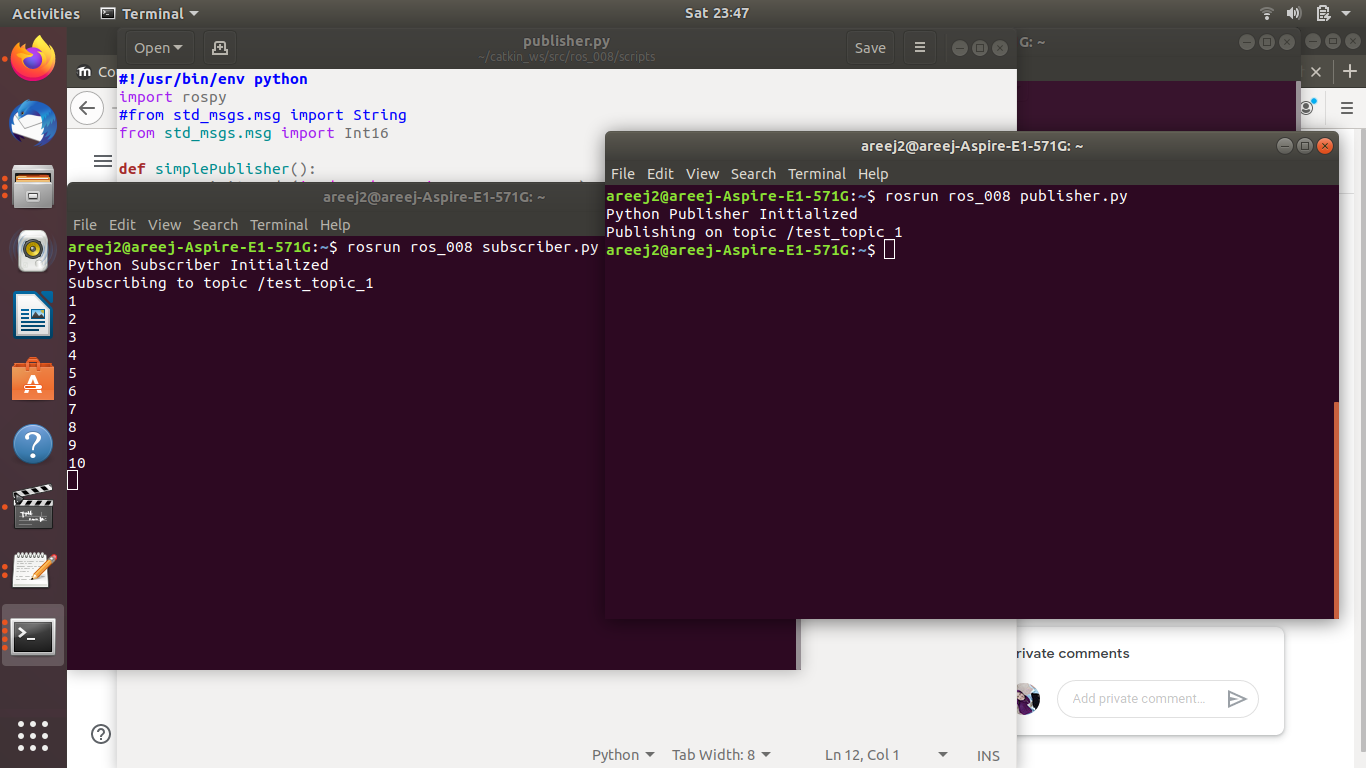 Activities Terminal Sat 23:47
Open publisher.py Save
~/catkin_ws/src/ros_008/scripts
G: ~
Co
#!/usr/bin/env python
import rospy
#from std_msgs.msg import String
from std_msgs.msg import Int16
def simplePublisher():
areej2@areej-Aspire-E1-571G: ~
File Edit View Search Terminal Help
areej2@areej-Aspire-E1-571G:~$ rosrun ros_008 subscriber.py
Python Subscriber Initialized
Subscribing to topic /test_topic_1
1
2
3
4
5
6
7
8
9
10
areej2@areej-Aspire-E1-571G: ~
File Edit View Search Terminal Help
areej2@areej-Aspire-E1-571G:~$ rosrun ros_008 publisher.py
Python Publisher Initialized
Publishing on topic /test_topic_1
areej2@areej-Aspire-E1-571G:~$
rivate comments
Add private comment...
Python Tab Width: 8 Ln 12, Col 1 INS